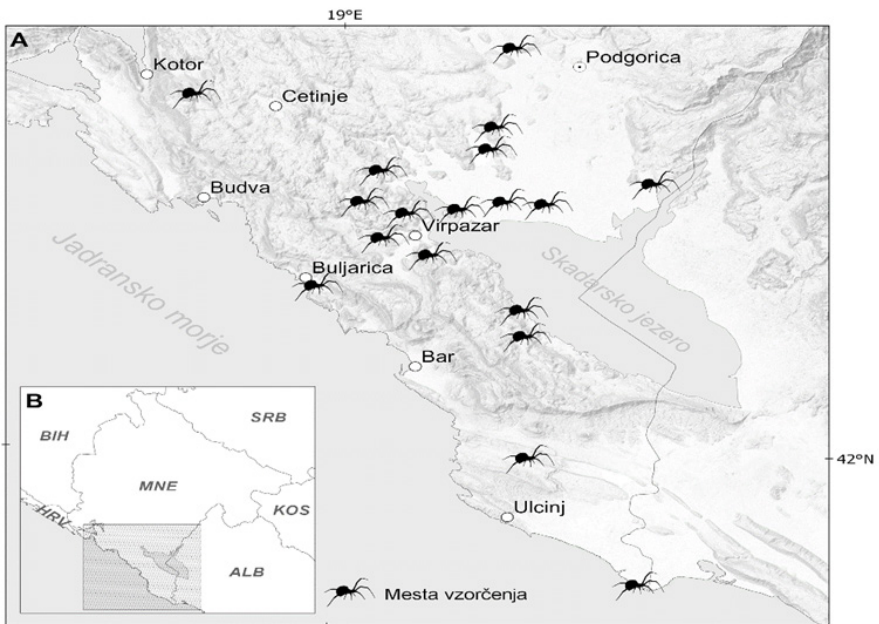 19°E
A
Podgorica
Kotor
Cetinje
Budva
Virpazar
Buljarica
Jadransko morje
Skadarsko jezero
Bar
42°N
Ulcinj
B
SRB
BIH
MNE
KOS
HRV
ALB
Mesta vzorčenja